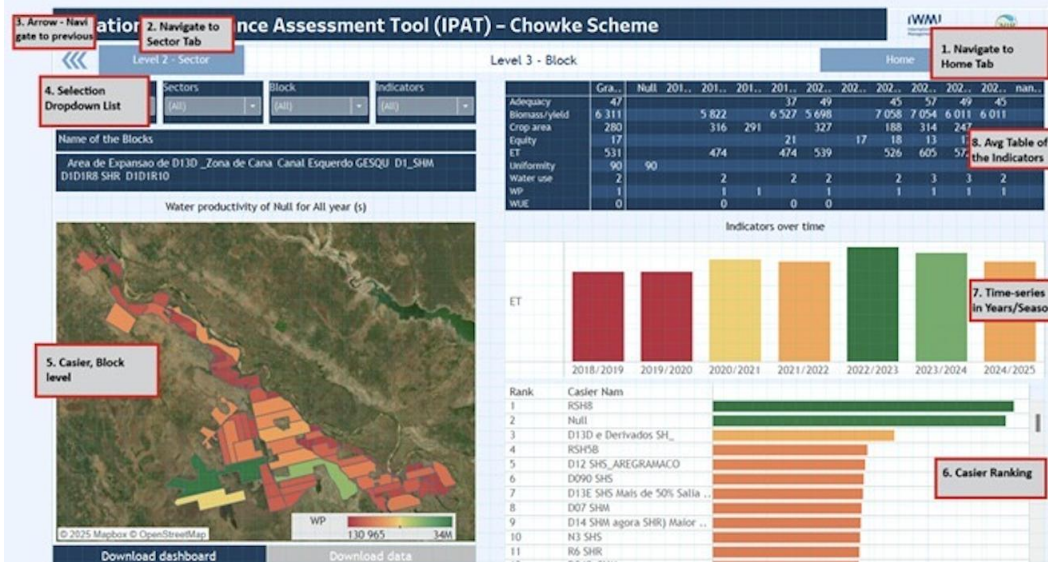 3. Arrow - Navi
gate to previous
2. Navigate to
Sector Tab
ance Assessment Tool (IPAT) – Chowke Scheme
IWMI
1. Navigate to
Home Tab
Level 2 - Sector
Level 3 - Block
Home
4. Selection
Dropdown List
Sectors
Block
Indicators
(All)
(All)
(All)
Name of the Blocks
Area de Expansao de D13D _Zona de Cana Canal Esquerdo GESQU D1_SHM
D1D1R8 SHR D1D1R10
Gra.. Null 201.. 201.. 201.. 201.. 202.. 202.. 202.. 202.. 202.. 202.. nan..
Adequacy 47 37 49 45 57 49 45
Biomass/yield 6 311 5 822 6 527 5 698 7 058 7 054 6 011 6 011
Crop area 280 316 291 327 188 314 247
Equity 17 21 17 18 13
ET 531 474 474 539 526 605
Uniformity 90 90
Water use 2 2 2 2 2 3 3 2
WP 1 1 1 1 1 1 1 1
WUE 0 0 0 0
8. Avg Table of
the Indicators
Water productivity of Null for All year (s)
5. Casier, Block
level
WP
130 965 34M
© 2025 Mapbox © OpenStreetMap
Download dashboard
Download data
Indicators over time
ET
7. Time-series
in Years/Seaso
2018/2019 2019/2020 2020/2021 2021/2022 2022/2023 2023/2024 2024/2025
Rank Casier Nam
1 RSH8
2 Null
3 D13D e Derivados SH_
4 RSH5B
5 D12 SHS_AREGRAMACO
6 D090 SHS
7 D13E SHS Mais de 50% Salia ..
8 D07 SHM
9 D14 SHM agora SHR) Maior ..
10 N3 SHS
11 R6 SHR
6. Casier Ranking